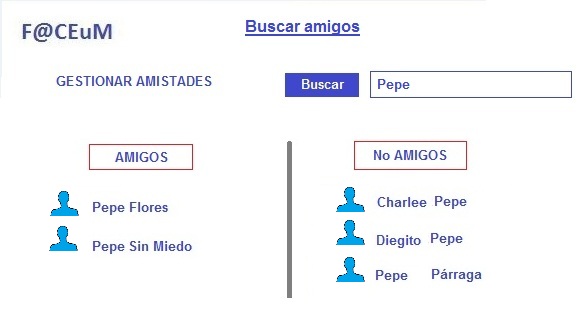 F@CEuM
Buscar amigos
GESTIONAR AMISTADES
Buscar
Pepe
AMIGOS
Pepe Flores
Pepe Sin Miedo
No AMIGOS
Charlee Pepe
Diegito Pepe
Pepe Párraga